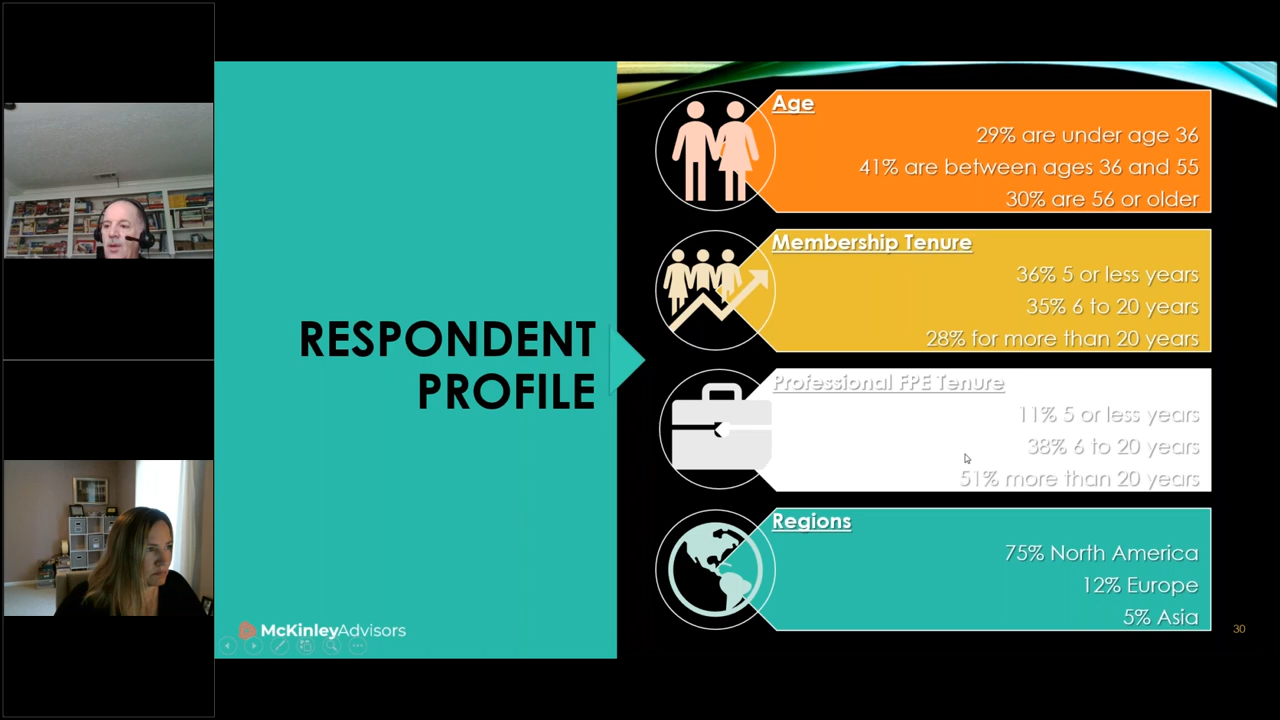 RESPONDENT
PROFILE
McKinleyAdvisors
Age
29% are under age 36
41% are between ages 36 and 55
30% are 56 or older
Membership Tenure
36% 5 or less years
35% 6 to 20 years
28% for more than 20 years
Professional FPE Tenure
11% 5 or less years
38% 6 to 20 years
51% more than 20 years
Regions
75% North America
12% Europe
5% Asia
30